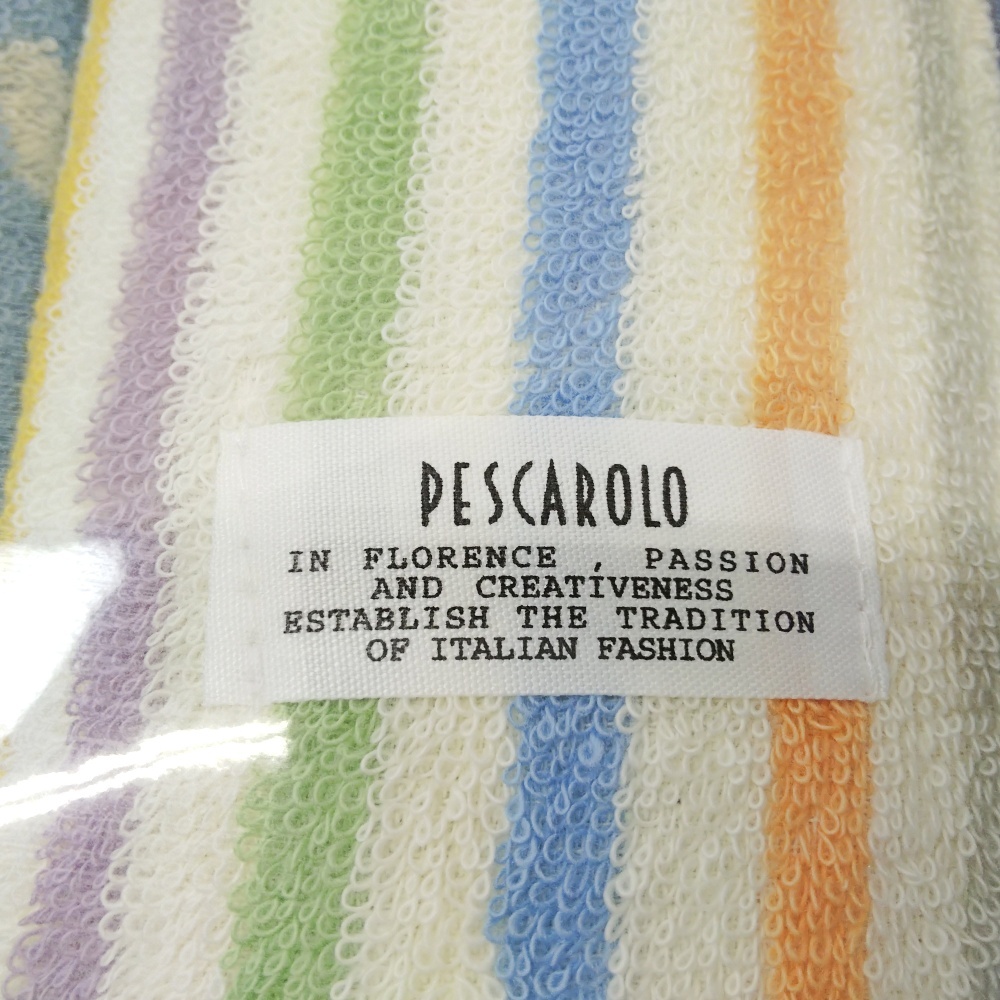 PESCAROLO
IN FLORENCE , PASSION
AND CREATIVENESS
ESTABLISH THE TRADITION
OF ITALIAN FASHION